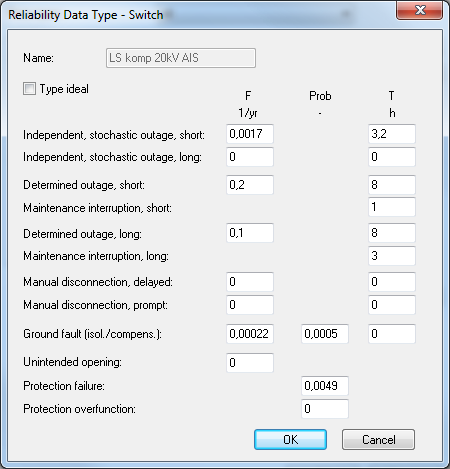 Reliability Data Type - Switch
Name: LS komp 20kV AIS
Type ideal
F Prob T
1/yr - h
Independent, stochastic outage, short: 0,0017 3,2
Independent, stochastic outage, long: 0 0
Determined outage, short: 0,2 8
Maintenance interruption, short: 1
Determined outage, long: 0,1 8
Maintenance interruption, long: 3
Manual disconnection, delayed: 0 0
Manual disconnection, prompt: 0 0
Ground fault (isol./compens.): 0,00022 0,0005 0
Unintended opening: 0
Protection failure: 0,0049
Protection overfunction: 0
OK Cancel